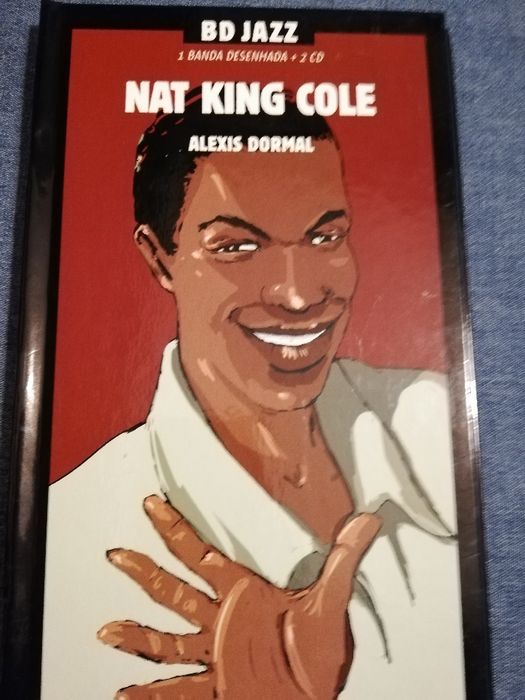 BD JAZZ
1 BANDA DESENHADA + 2 CD
NAT KING COLE
ALEXIS DORMAL